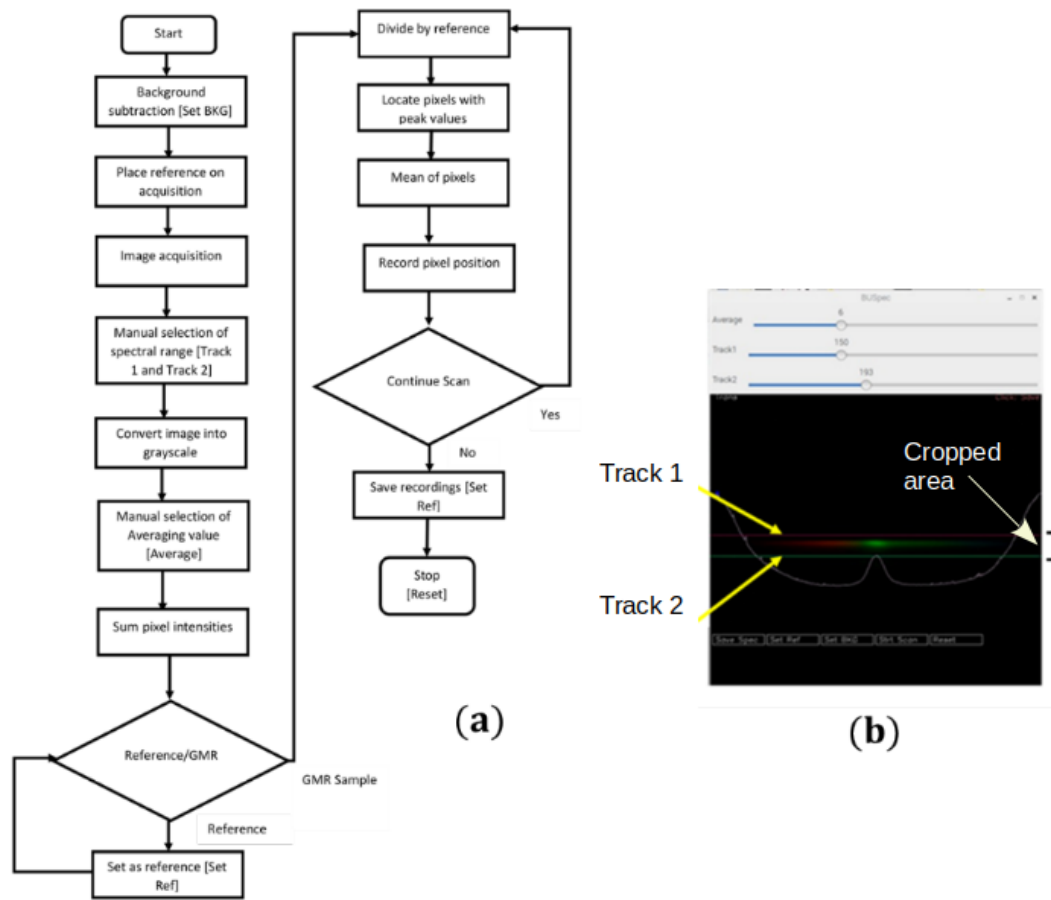 Start
Background
subtraction [Set BKG]
Place reference on
acquisition
Image acquisition
Manual selection of
spectral range [Track
1 and Track 2]
Convert image into
grayscale
Manual selection of
Averaging value
[Average]
Sum pixel intensities
Reference/GMR
GMR Sample
Reference
Set as reference [Set
Ref]
Divide by reference
Locate pixels with
peak values
Mean of pixels
Record pixel position
Continue Scan
Yes
No
Save recordings [Set
Ref]
Stop
[Reset]
(a)
BUSpec
Average
6
Track1
150
Track2
193
Track 1
Cropped
area
Track 2
Save Spec
Set Ref
Set BKG
Strt Scan
Reset
(b)